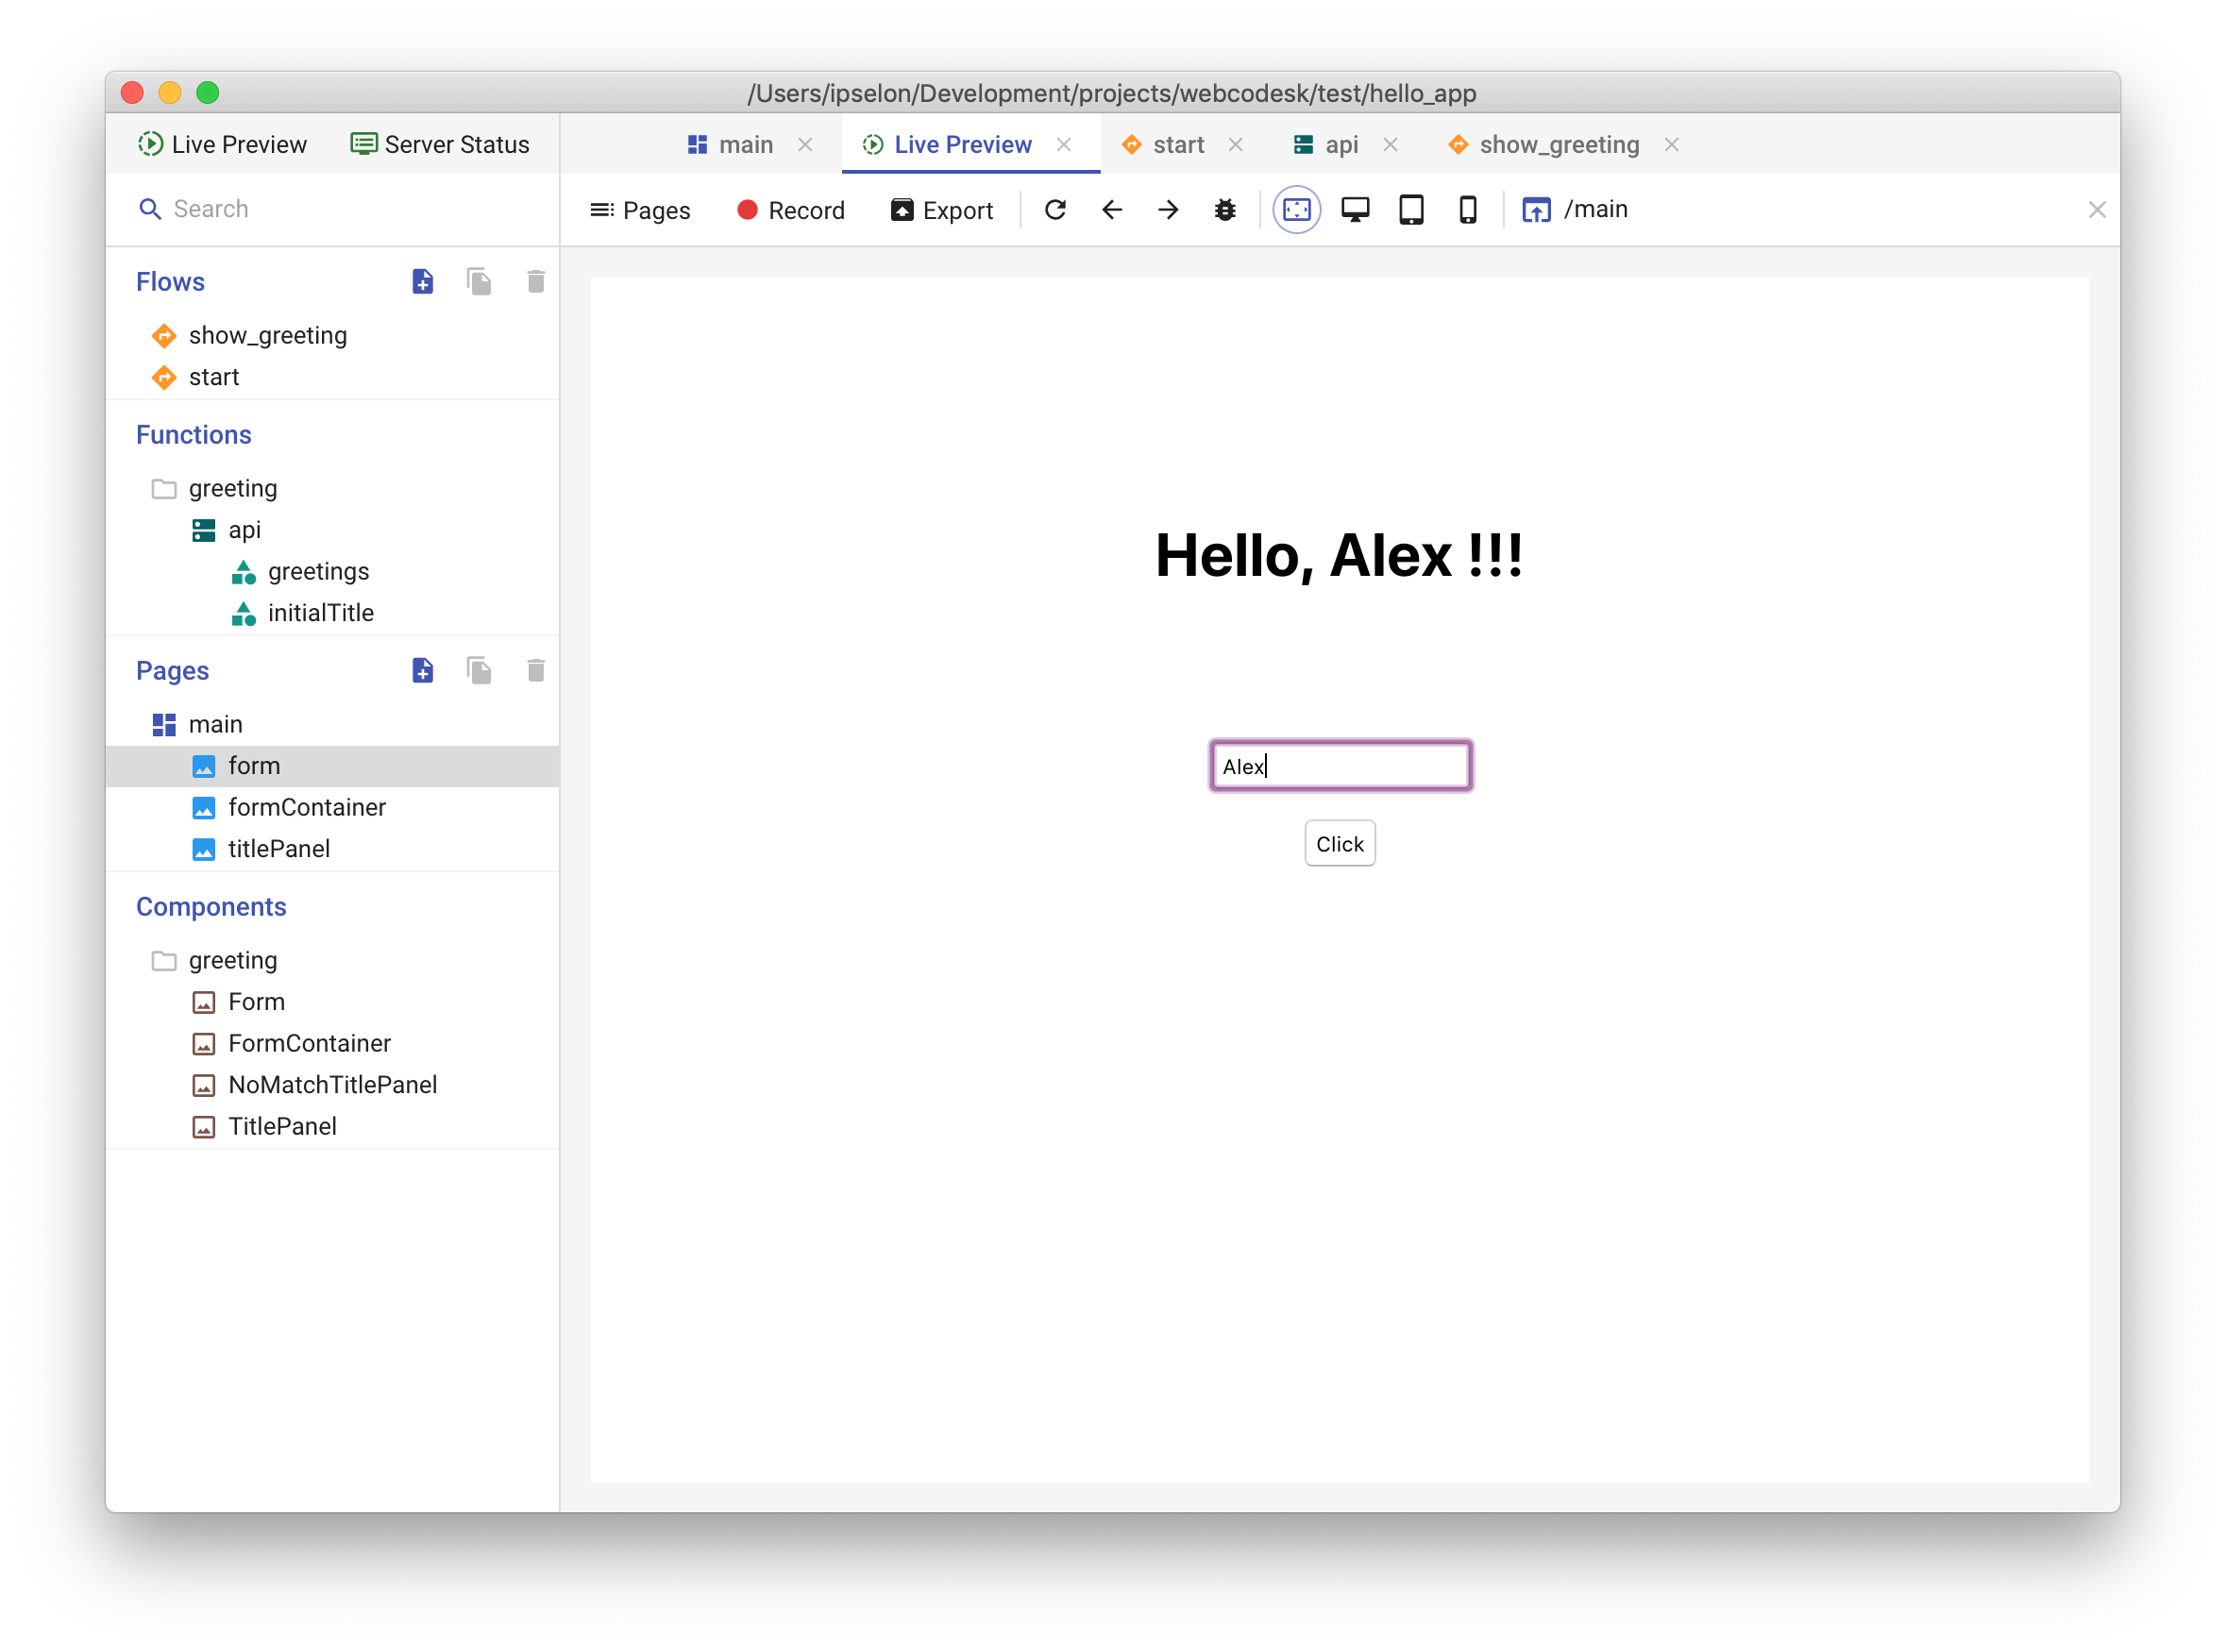 /Users/ipselon/Development/projects/webcodesk/test/hello_app
Live Preview Server Status
main Live Preview start api show_greeting
Search
Pages Record Export /main
Flows
show_greeting
start
Functions
greeting
api
greetings
initialTitle
Pages
main
form
formContainer
titlePanel
Components
greeting
Form
FormContainer
NoMatchTitlePanel
TitlePanel
Hello, Alex !!!
Alex
Click